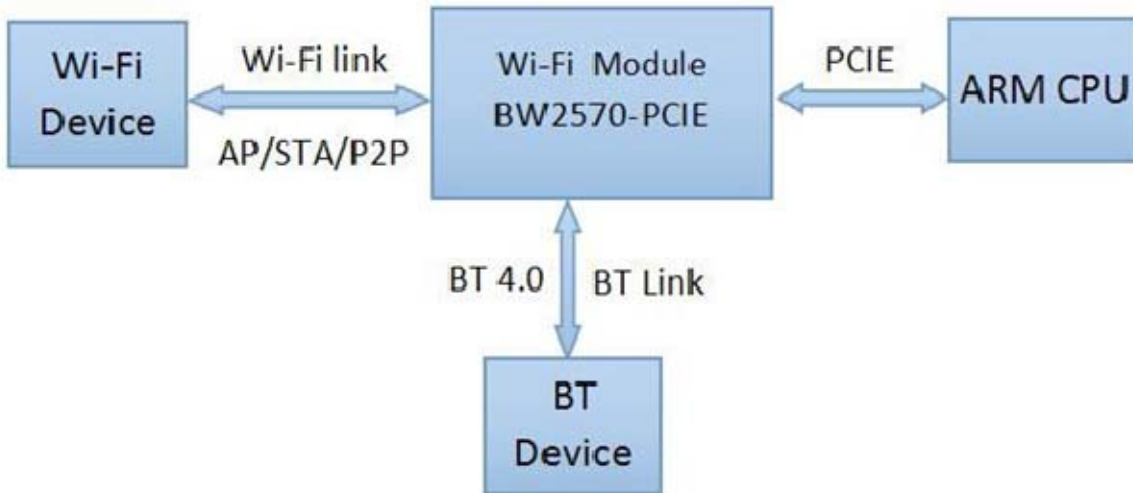 Wi-Fi
Device
Wi-Fi link
AP/STA/P2P
Wi-Fi Module
BW2570-PCIE
PCIE
ARM CPU
BT 4.0
BT Link
BT
Device